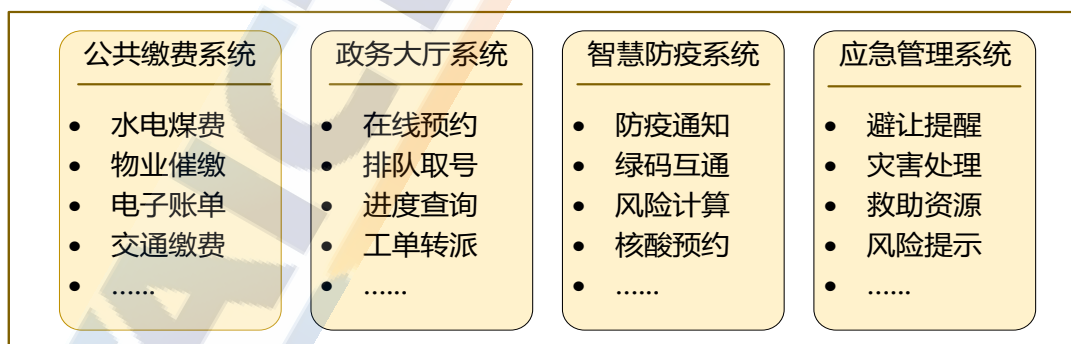 公共缴费系统
• 水电煤费
• 物业催缴
• 电子账单
• 交通缴费
• ......
政务大厅系统
• 在线预约
• 排队取号
• 进度查询
• 工单转派
• ......
智慧防疫系统
• 防疫通知
• 绿码互通
• 风险计算
• 核酸预约
• ......
应急管理系统
• 避让提醒
• 灾害处理
• 救助资源
• 风险提示
• ......